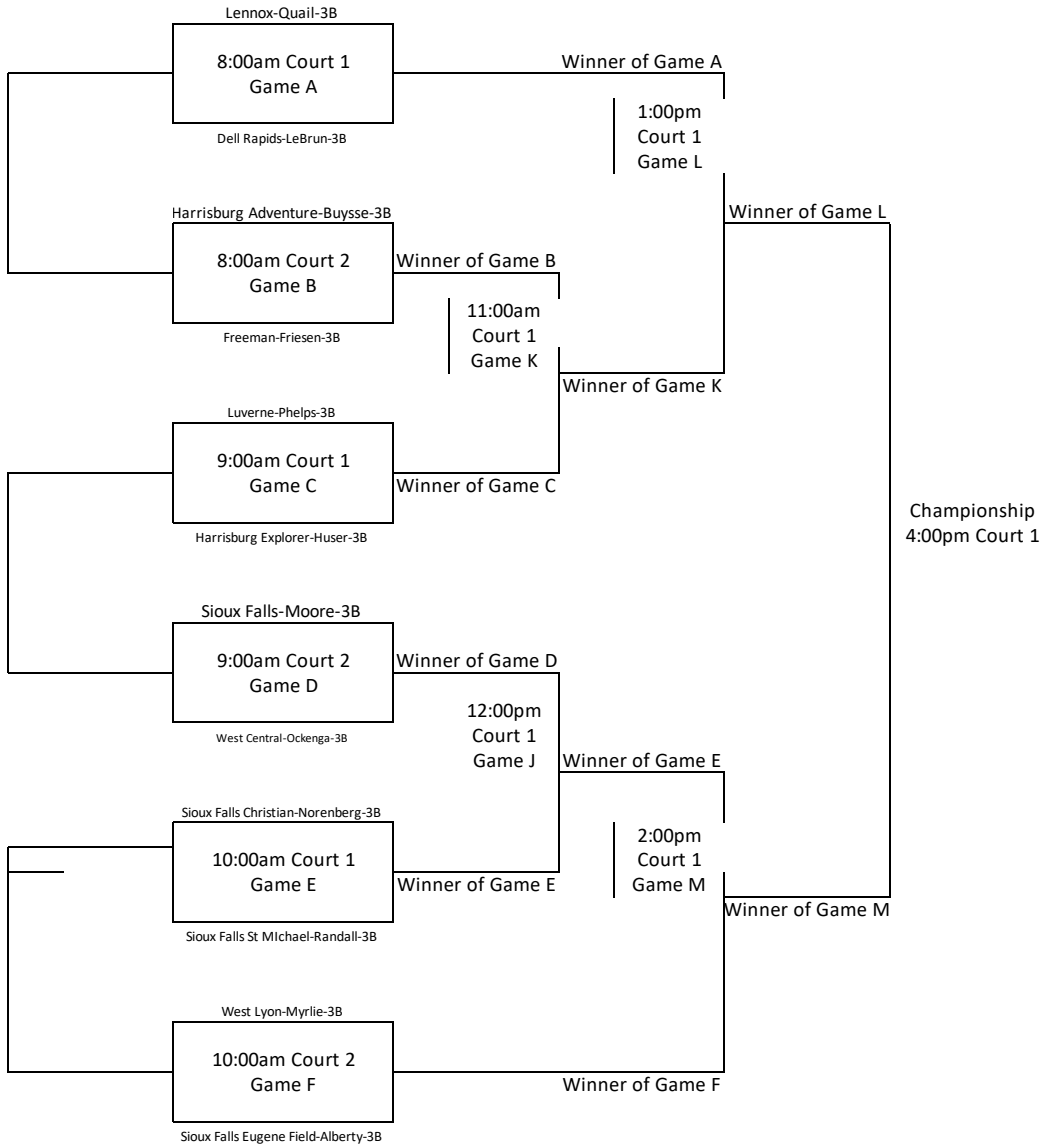 Lennox-Quail-3B
8:00am Court 1
Game A
Dell Rapids-LeBrun-3B
Winner of Game A
1:00pm
Court 1
Game L
Harrisburg Adventure-Buysse-3B
8:00am Court 2
Game B
Freeman-Friesen-3B
Winner of Game B
11:00am
Court 1
Game K
Winner of Game L
Winner of Game K
Luverne-Phelps-3B
9:00am Court 1
Game C
Harrisburg Explorer-Huser-3B
Winner of Game C
Championship
4:00pm Court 1
Sioux Falls-Moore-3B
9:00am Court 2
Game D
West Central-Ockenga-3B
Winner of Game D
12:00pm
Court 1
Game J
Winner of Game E
Sioux Falls Christian-Norenberg-3B
10:00am Court 1
Game E
Sioux Falls St MIchael-Randall-3B
Winner of Game E
2:00pm
Court 1
Game M
Winner of Game M
West Lyon-Myrlie-3B
10:00am Court 2
Game F
Sioux Falls Eugene Field-Alberty-3B
Winner of Game F